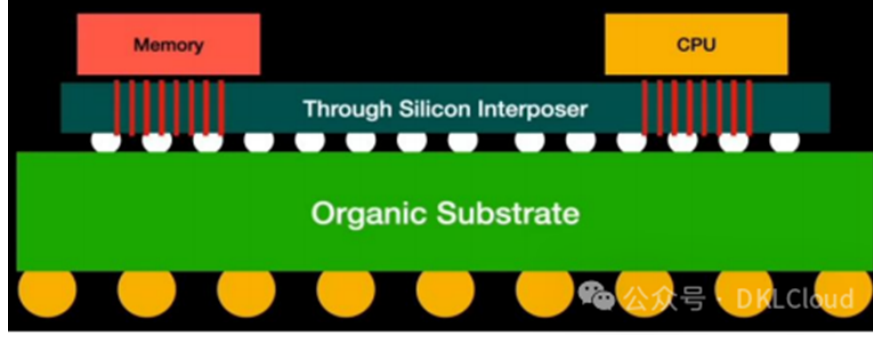 Memory
CPU
Through Silicon Interposer
Organic Substrate
公众号 · DKLCloud